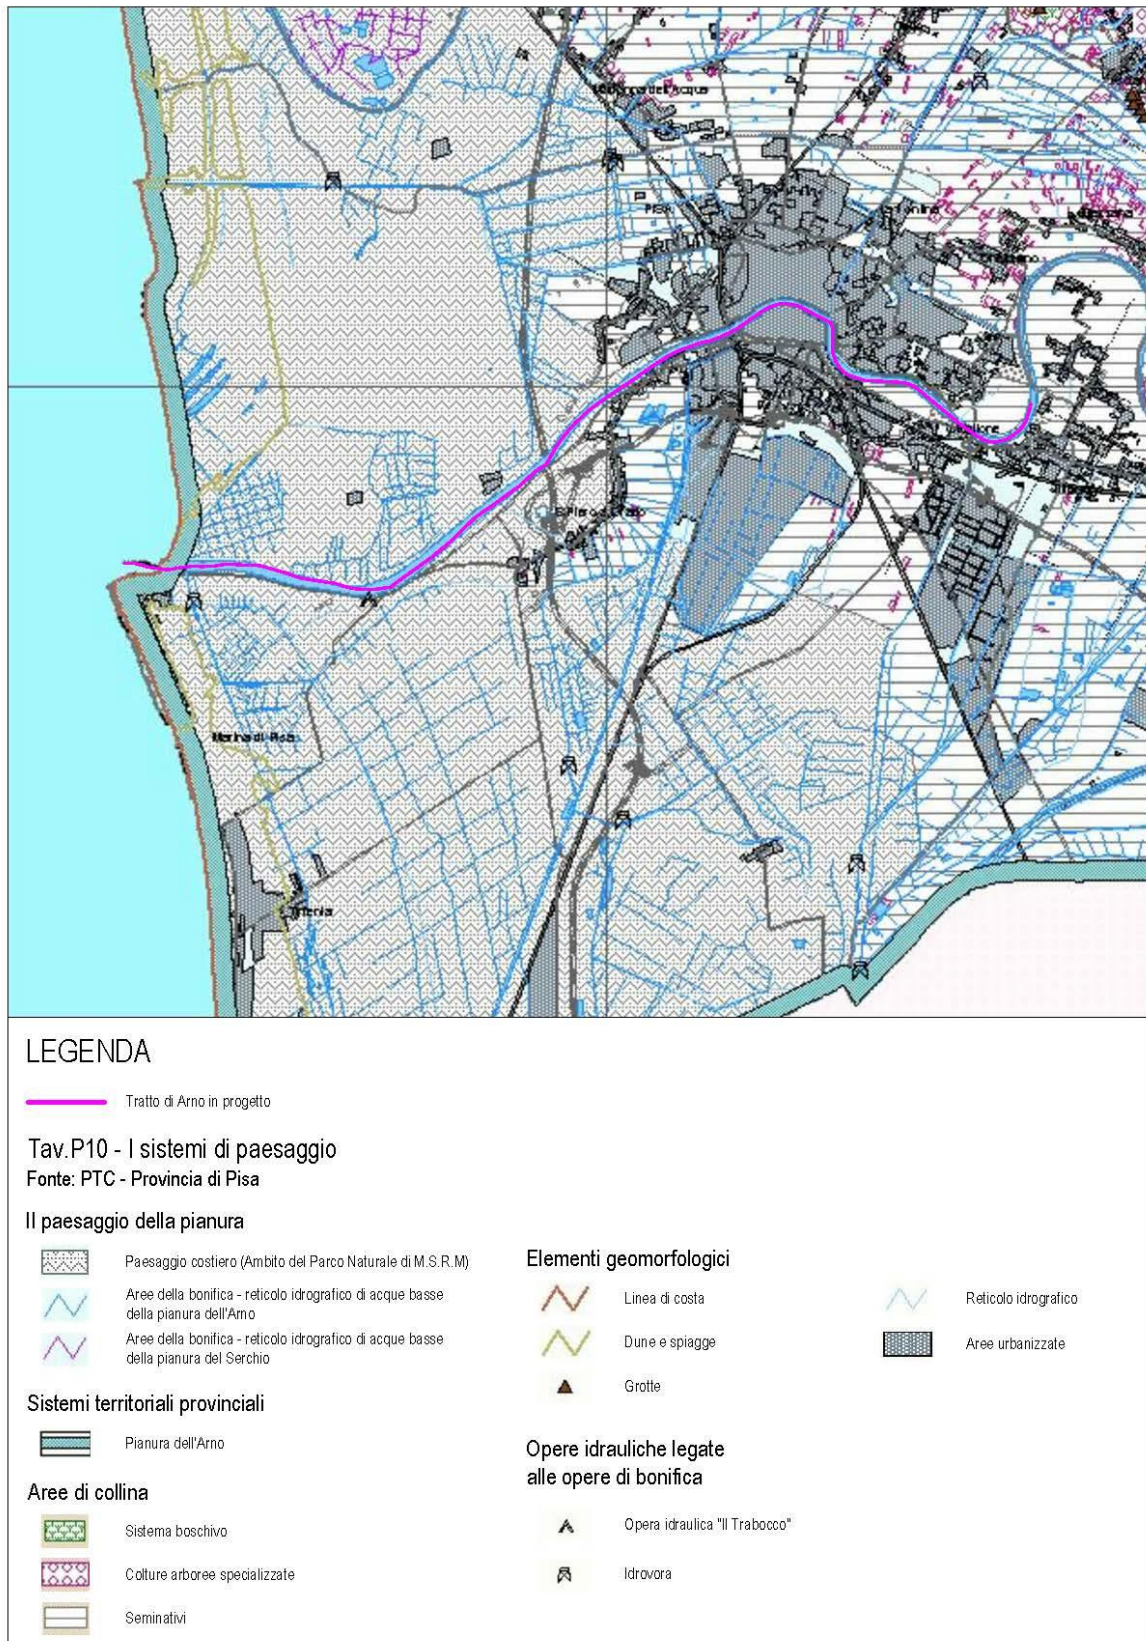 Pisa
S.Piero a Grado
Marina di Pisa
Tirrenia
LEGENDA
Tratto di Arno in progetto
Tav.P10 - I sistemi di paesaggio
Fonte: PTC - Provincia di Pisa
Il paesaggio della pianura
Paesaggio costiero (Ambito del Parco Naturale di M.S.R.M)
Aree della bonifica - reticolo idrografico di acque basse
della pianura dell'Arno
Aree della bonifica - reticolo idrografico di acque basse
della pianura del Serchio
Sistemi territoriali provinciali
Pianura dell'Arno
Aree di collina
Sistema boschivo
Colture arboree specializzate
Seminativi
Elementi geomorfologici
Linea di costa
Dune e spiagge
Grotte
Reticolo idrografico
Aree urbanizzate
Opere idrauliche legate
alle opere di bonifica
Opera idraulica "Il Trabocco"
Idrovora